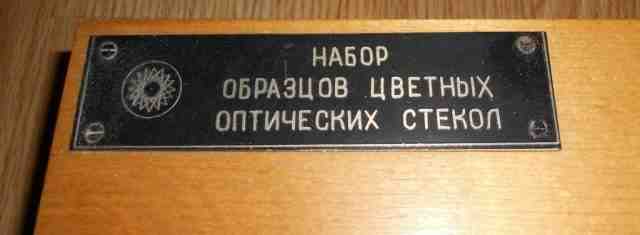 НАБОР
ОБРАЗЦОВ ЦВЕТНЫХ
ОПТИЧЕСКИХ СТЕКОЛ